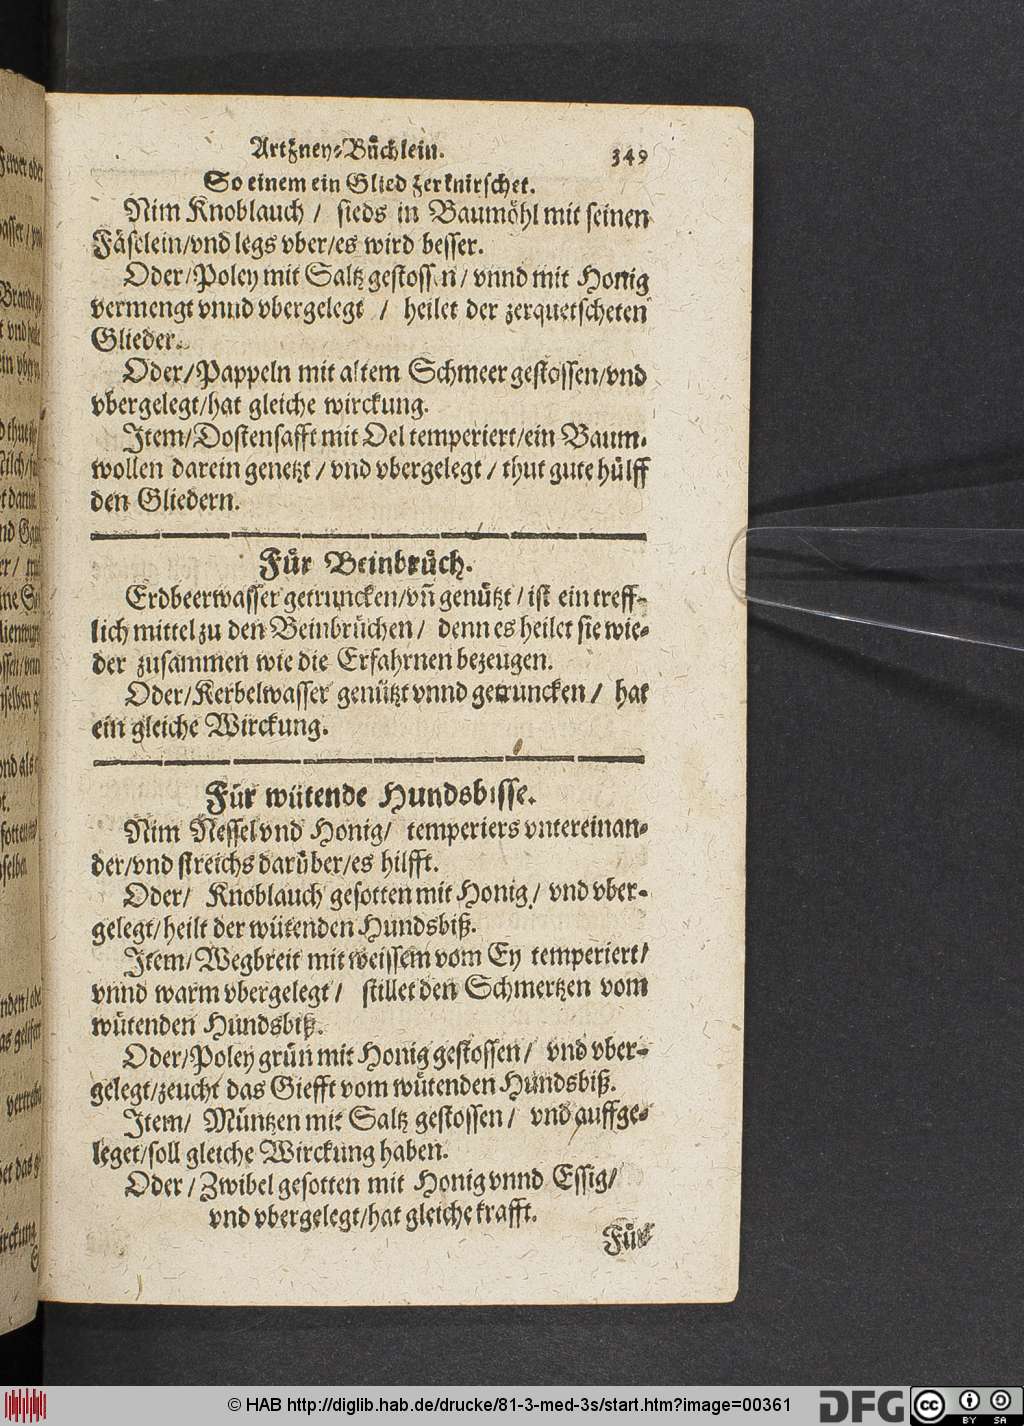 Artzney-Büchlein. 349
So einem ein Glied zerknirschet.
Nim Knoblauch / sieds in Baumöhl mit seinen
Fäselein/vnd legs vber/es wird besser.
Oder/Poley mit Saltz gestossen/ vnnd mit Honig
vermengt vnnd vbergelegt / heilet der zerquetscheten
Glieder.
Oder/Pappeln mit altem Schmeer gestossen/vnd
vbergelegt/hat gleiche wirckung.
Item/Dostensafft mit Oel temperiert/ein Baum-
wollen darein genetzt / vnd vbergelegt / thut gute hülff
den Gliedern.
Für Beinbrüch.
Erdbeerwasser getruncken/vñ genützt / ist ein treff-
lich mittel zu den Beinbrüchen / denn es heilet sie wie-
der zusammen wie die Erfahrnen bezeugen.
Oder/Kerbelwasser genützt vnnd getruncken / hat
ein gleiche Wirckung.
Für wütende Hundsbisse.
Nim Nessel vnd Honig/ temperiers vntereinan-
der/vnd streichs darüber/es hilfft.
Oder/ Knoblauch gesotten mit Honig / vnd vber-
gelegt/heilt der wütenden Hundsbiß.
Item/Wegbreit mit weissem vom Ey temperiert/
vnnd warm vbergelegt / stillet den Schmertzen vom
wütenden Hundsbiß.
Oder/Poley grün mit Honig gestossen/ vnd vber-
gelegt/zeucht das Giefft vom wütenden Hundsbiß.
Item/ Müntzen mit Saltz gestossen / vnd auffge-
leget/soll gleiche Wirckung haben.
Oder / Zwibel gesotten mit Honig vnnd Essig/
vnd vbergelegt/hat gleiche krafft.
Für
© HAB http://diglib.hab.de/drucke/81-3-med-3s/start.htm?image=00361
DFG
CC BY SA